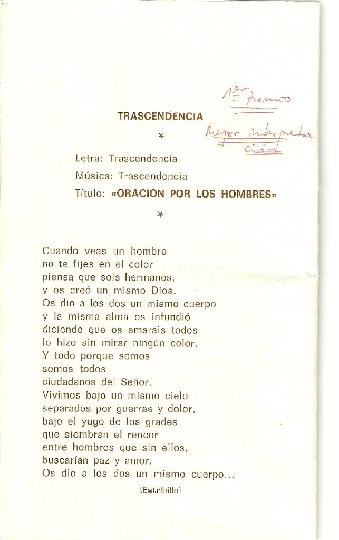 1er Premio
TRASCENDENCIA
*
Mejor interpretación
Letra: Trascendencia
Música: Trascendencia
Título: «ORACION POR LOS HOMBRES»
*
Cuando veas un hombre
no te fijes en el color
piensa que sois hermanos,
y os creó un mismo Dios.
Os dio a los dos un mismo cuerpo
y la misma alma os infundió
diciendo que os amarais todos
lo hizo sin mirar ningún color.
Y todo porque somos
somos todos
ciudadanos del Señor.
Vivimos bajo un mismo cielo
separados por guerras y dolor,
bajo el yugo de los grades
que siembran el rencor
entre hombres que sin ellos,
buscarían paz y amor.
Os dio a los dos un mismo cuerpo...
(Estribillo)